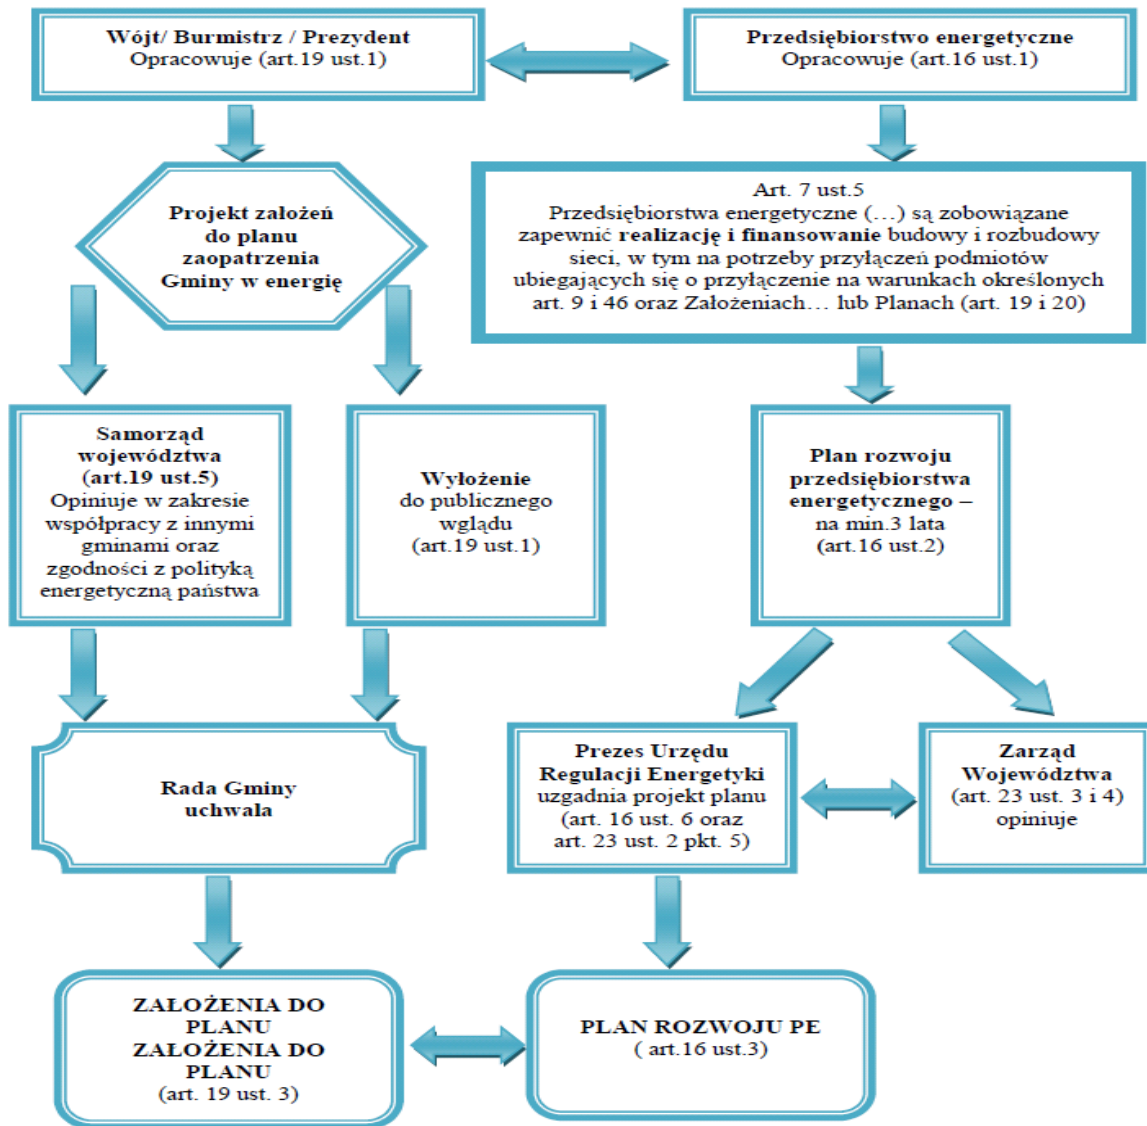 Wójt/ Burmistrz / Prezydent
Opracowuje (art.19 ust.1)
Przedsiębiorstwo energetyczne
Opracowuje (art.16 ust.1)
Projekt założeń
do planu
zaopatrzenia
Gminy w energię
Art. 7 ust.5
Przedsiębiorstwa energetyczne (…) są zobowiązane
zapewnić realizację i finansowanie budowy i rozbudowy
sieci, w tym na potrzeby przyłączeń podmiotów
ubiegających się o przyłączenie na warunkach określonych
art. 9 i 46 oraz Założeniach… lub Planach (art. 19 i 20)
Samorząd
województwa
(art.19 ust.5)
Opiniuje w zakresie
współpracy z innymi
gminami oraz
zgodności z polityką
energetyczną państwa
Wyłożenie
do publicznego
wglądu
(art.19 ust.1)
Plan rozwoju
przedsiębiorstwa
energetycznego –
na min.3 lata
(art.16 ust.2)
Rada Gminy
uchwala
Prezes Urzędu
Regulacji Energetyki
uzgadnia projekt planu
(art. 16 ust. 6 oraz
art. 23 ust. 2 pkt. 5)
Zarząd
Województwa
(art. 23 ust. 3 i 4)
opiniuje
ZAŁOŻENIA DO
PLANU
ZAŁOŻENIA DO
PLANU
(art. 19 ust. 3)
PLAN ROZWOJU PE
( art.16 ust.3)